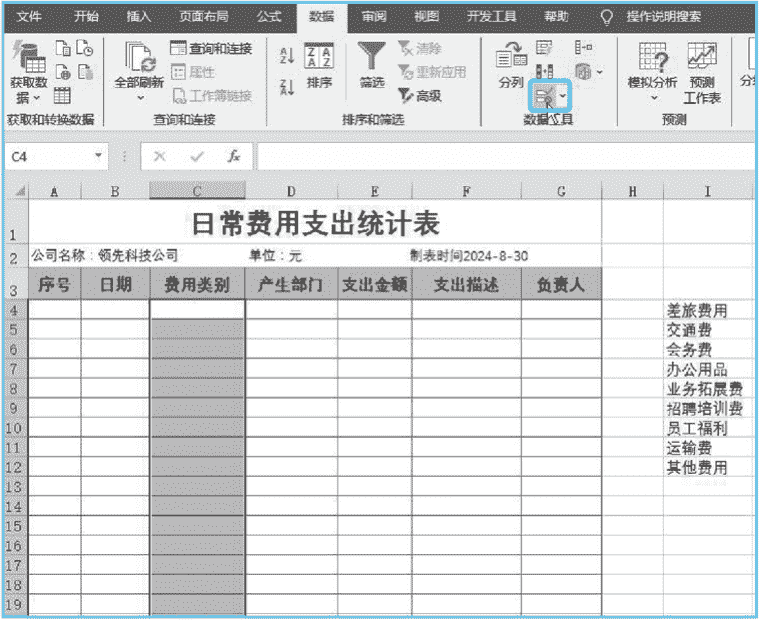 文件 开始 插入 页面布局 公式 数据 审阅 视图 开发工具 帮助 操作说明搜索
获取数据 全部刷新 查询和连接 属性 工作簿链接 排序 筛选 清除 重新应用 高级 分列 模拟分析 预测工作表
获取和转换数据 查询和连接 排序和筛选 数据工具 预测
C4 fx
A B C D E F G H I
1 日常费用支出统计表
2 公司名称：领先科技公司 单位：元 制表时间2024-8-30
3 序号 日期 费用类别 产生部门 支出金额 支出描述 负责人
4 差旅费用
5 交通费
6 会务费
7 办公用品
8 业务拓展费
9 招聘培训费
10 员工福利
11 运输费
12 其他费用
13
14
15
16
17
18
19